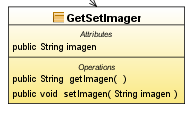 GetSetImager
Attributes
public String imagen
Operations
public String getImagen( )
public void setImagen( String imagen )